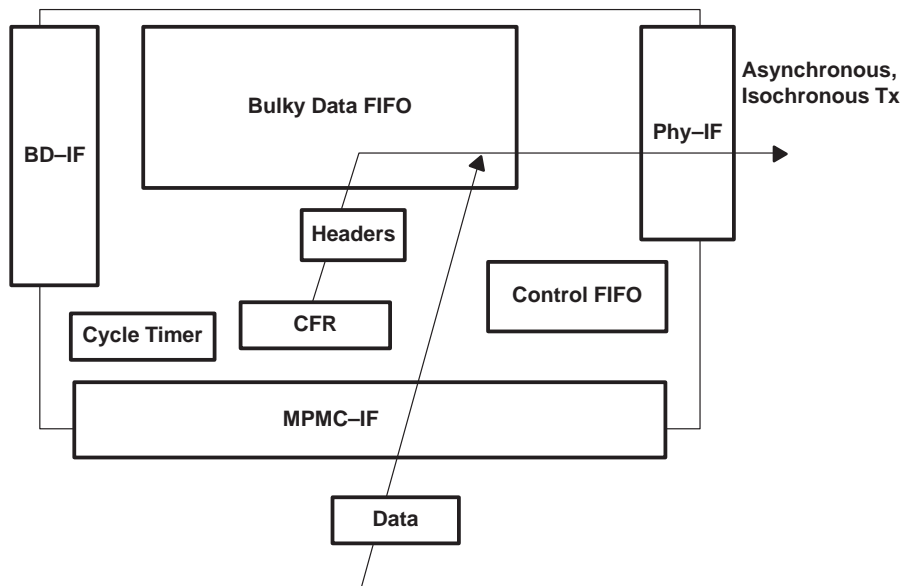 Asynchronous,
Isochronous Tx
Bulky Data FIFO
Phy–IF
BD–IF
Headers
Control FIFO
CFR
Cycle Timer
MPMC–IF
Data